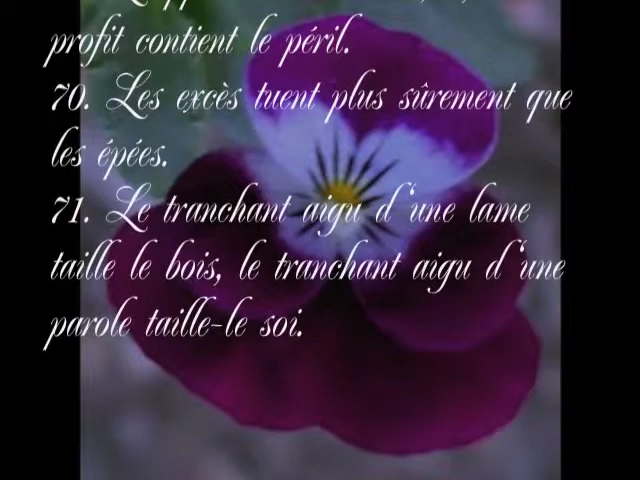 profit contient le péril.
70. Les excès tuent plus sûrement que
les épées.
71. Le tranchant aigu d'une lame
taille le bois, le tranchant aigu d'une
parole taille-le soi.